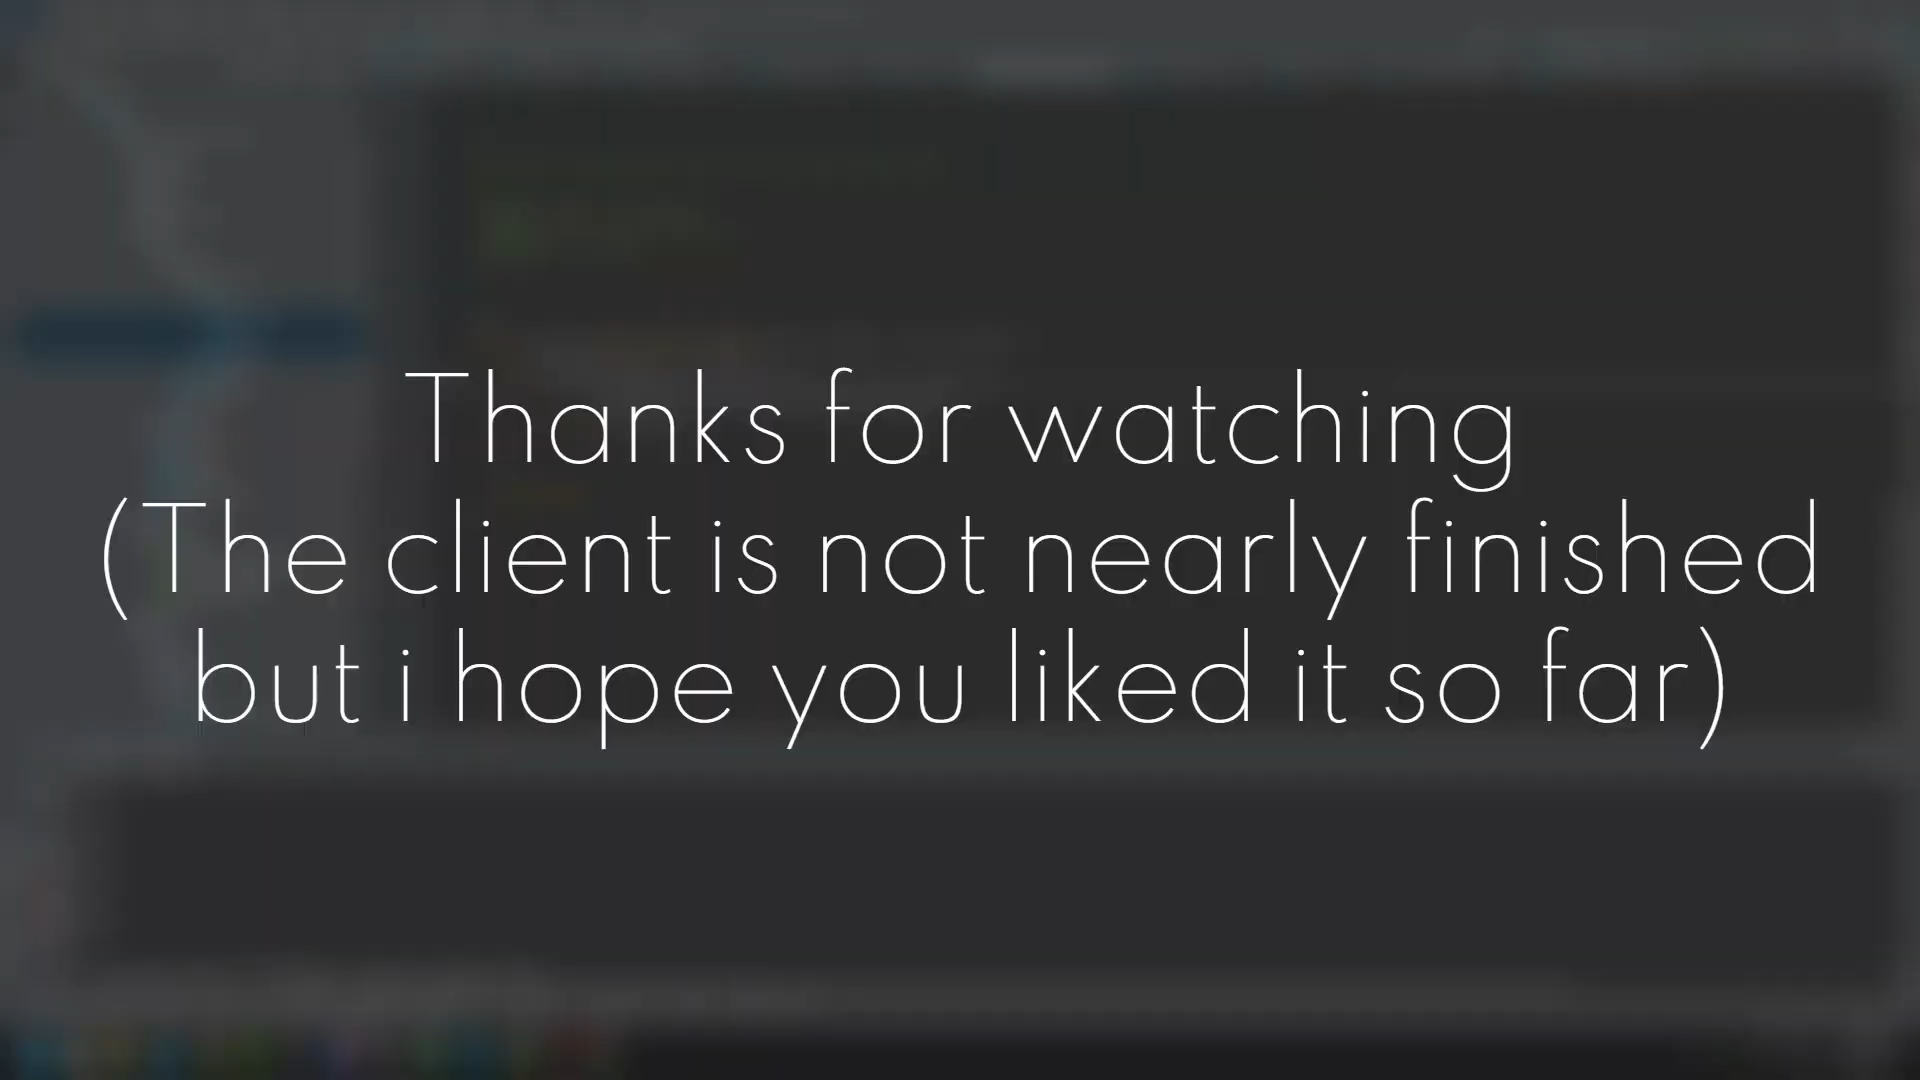 Thanks for watching
(The client is not nearly finished
but i hope you liked it so far)